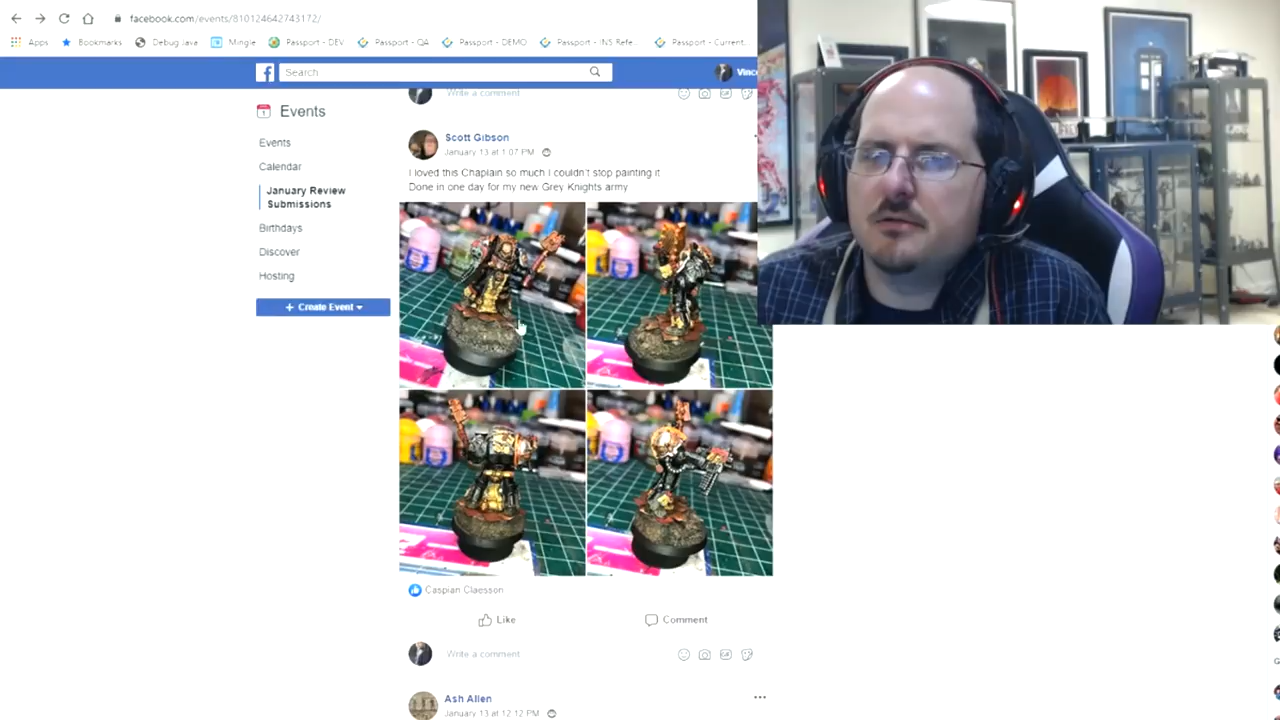 facebook.com/events/810124642743172/
Apps Bookmarks Debug Java Mingle Passport - DEV Passport - QA Passport - DEMO Passport - INS Refe... Passport - Current...
Search
Vinc
Write a comment
Events
Events
Calendar
January Review
Submissions
Birthdays
Discover
Hosting
+ Create Event
Scott Gibson
January 13 at 1:07 PM
I loved this Chaplain so much I couldn't stop painting it
Done in one day for my new Grey Knights army
Caspian Claesson
Like Comment
Write a comment
Ash Allen
January 13 at 12:12 PM